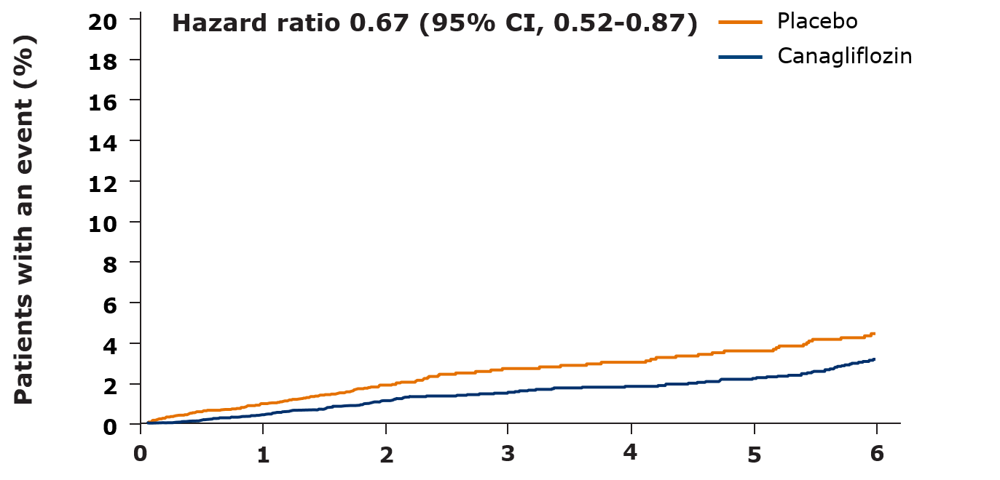 Hazard ratio 0.67 (95% CI, 0.52-0.87)
Placebo
Canagliflozin
Patients with an event (%)
20
18
16
14
12
10
8
6
4
2
0
0 1 2 3 4 5 6